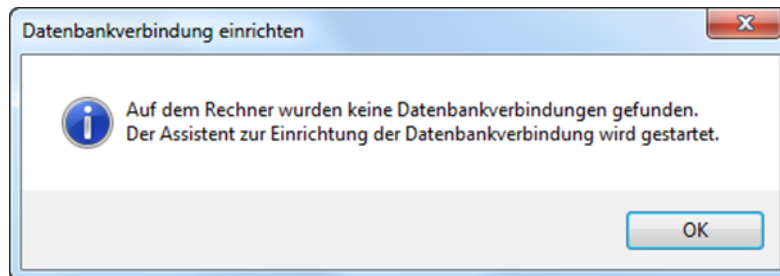 Datenbankverbindung einrichten
Auf dem Rechner wurden keine Datenbankverbindungen gefunden.
Der Assistent zur Einrichtung der Datenbankverbindung wird gestartet.
OK